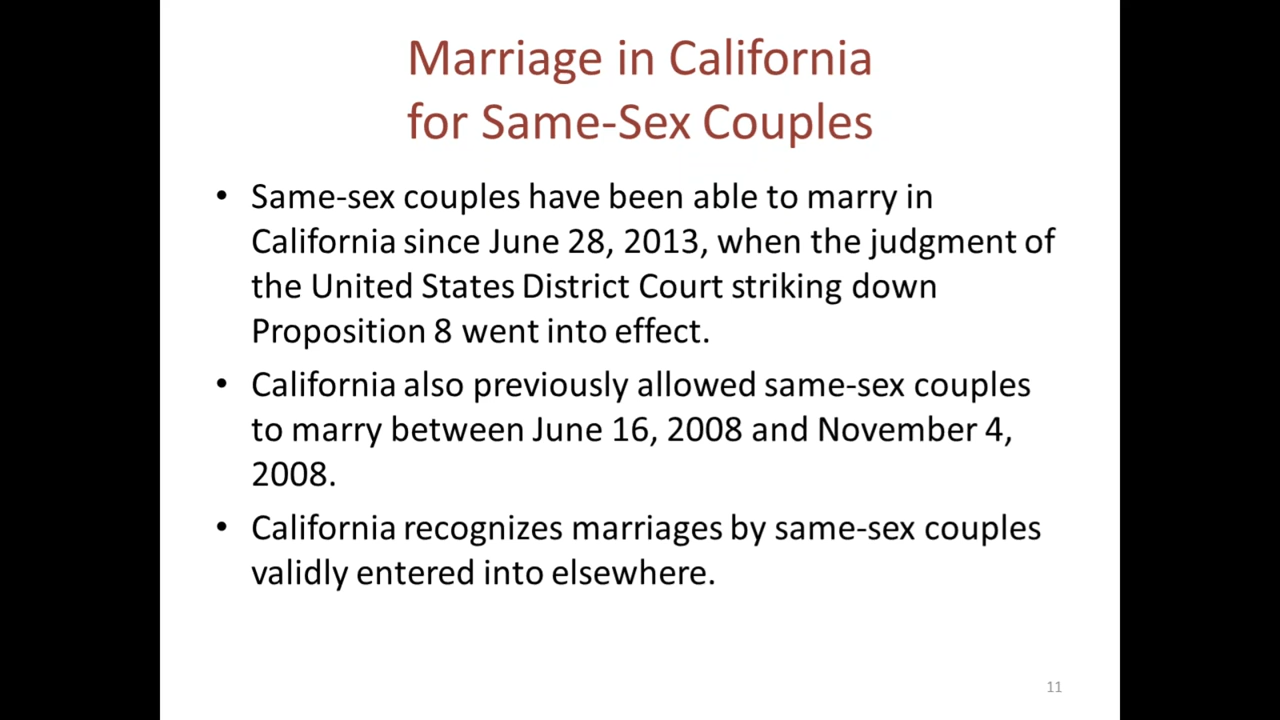 Marriage in California
for Same-Sex Couples
• Same-sex couples have been able to marry in
California since June 28, 2013, when the judgment of
the United States District Court striking down
Proposition 8 went into effect.
• California also previously allowed same-sex couples
to marry between June 16, 2008 and November 4,
2008.
• California recognizes marriages by same-sex couples
validly entered into elsewhere.
11